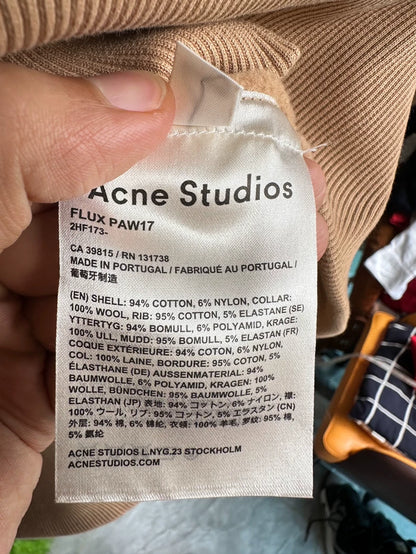 Acne Studios
FLUX PAW17
2HF173-
CA 39815 / RN 131738
MADE IN PORTUGAL / FABRIQUÉ AU PORTUGAL /
葡萄牙制造
(EN) SHELL: 94% COTTON, 6% NYLON, COLLAR:
100% WOOL, RIB: 95% COTTON, 5% ELASTANE (SE)
YTTERTYG: 94% BOMULL, 6% POLYAMID, KRAGE:
100% ULL, MUDD: 95% BOMULL, 5% ELASTAN (FR)
COQUE EXTÉRIEURE: 94% COTON, 6% NYLON,
COL: 100% LAINE, BORDURE: 95% COTON, 5%
ÉLASTHANE (DE) AUSSENMATERIAL: 94%
BAUMWOLLE, 6% POLYAMID, KRAGEN: 100%
WOLLE, BÜNDCHEN: 95% BAUMWOLLE, 5%
ELASTHAN (JP) 表地: 94% コットン, 6% ナイロン, 襟:
100% ウール, リブ: 95% コットン, 5% エラスタン (CN)
外层: 94% 棉, 6% 锦纶, 衣領: 100% 羊毛, 罗纹: 95% 棉,
5% 氨纶
ACNE STUDIOS L.NYG.23 STOCKHOLM
ACNESTUDIOS.COM